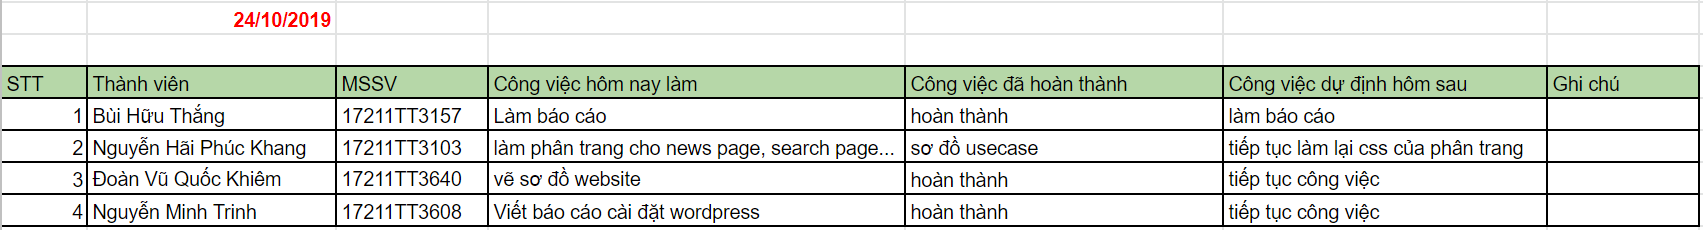 24/10/2019
STT Thành viên MSSV Công việc hôm nay làm Công việc đã hoàn thành Công việc dự định hôm sau Ghi chú
1 Bùi Hữu Thắng 17211TT3157 Làm báo cáo hoàn thành làm báo cáo
2 Nguyễn Hãi Phúc Khang 17211TT3103 làm phân trang cho news page, search page... sơ đồ usecase tiếp tục làm lại css của phân trang
3 Đoàn Vũ Quốc Khiêm 17211TT3640 vẽ sơ đồ website hoàn thành tiếp tục công việc
4 Nguyễn Minh Trinh 17211TT3608 Viết báo cáo cài đặt wordpress hoàn thành tiếp tục công việc